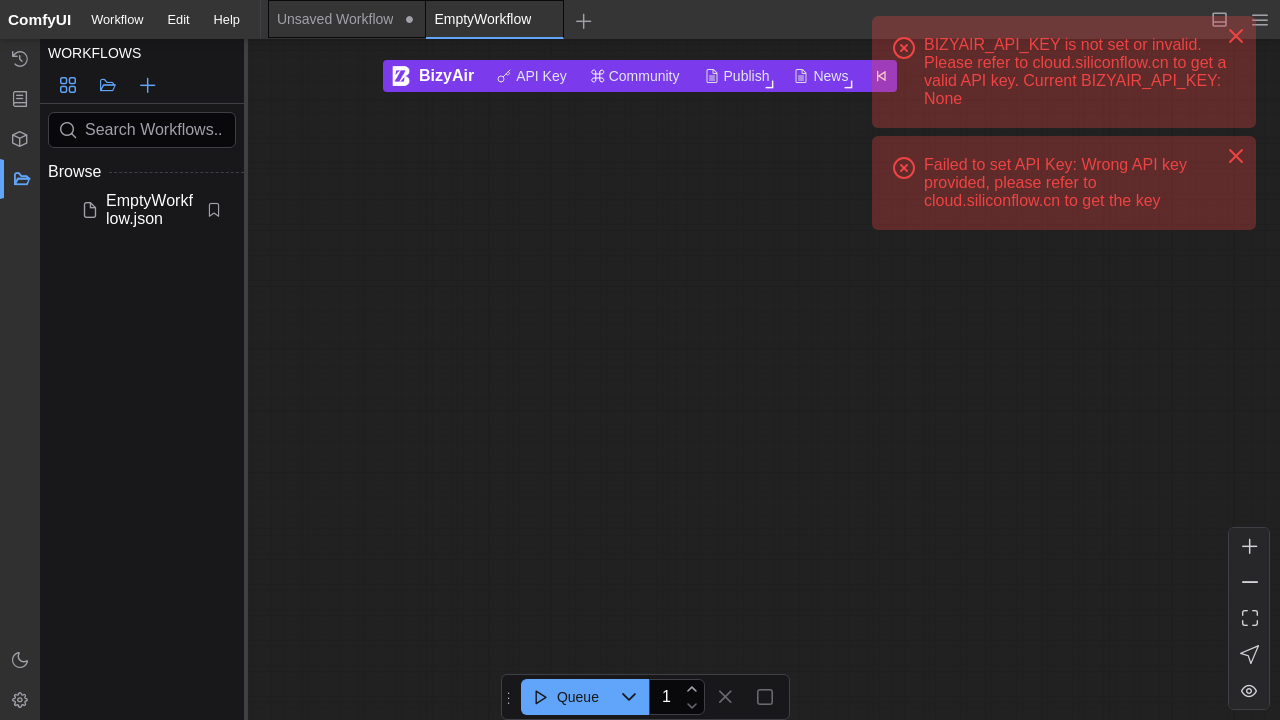 ComfyUI
Workflow
Edit
Help
Unsaved Workflow
EmptyWorkflow
WORKFLOWS
Search Workflows..
Browse
EmptyWorkf
low.json
BizyAir
API Key
Community
Publish
News
BIZYAIR_API_KEY is not set or invalid.
Please refer to cloud.siliconflow.cn to get a
valid API key. Current BIZYAIR_API_KEY:
None
Failed to set API Key: Wrong API key
provided, please refer to
cloud.siliconflow.cn to get the key
Queue
1